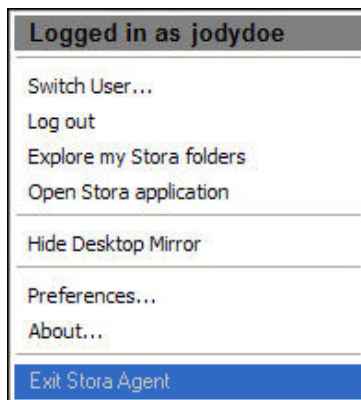 Logged in as jodydoe
Switch User...
Log out
Explore my Stora folders
Open Stora application
Hide Desktop Mirror
Preferences...
About...
Exit Stora Agent